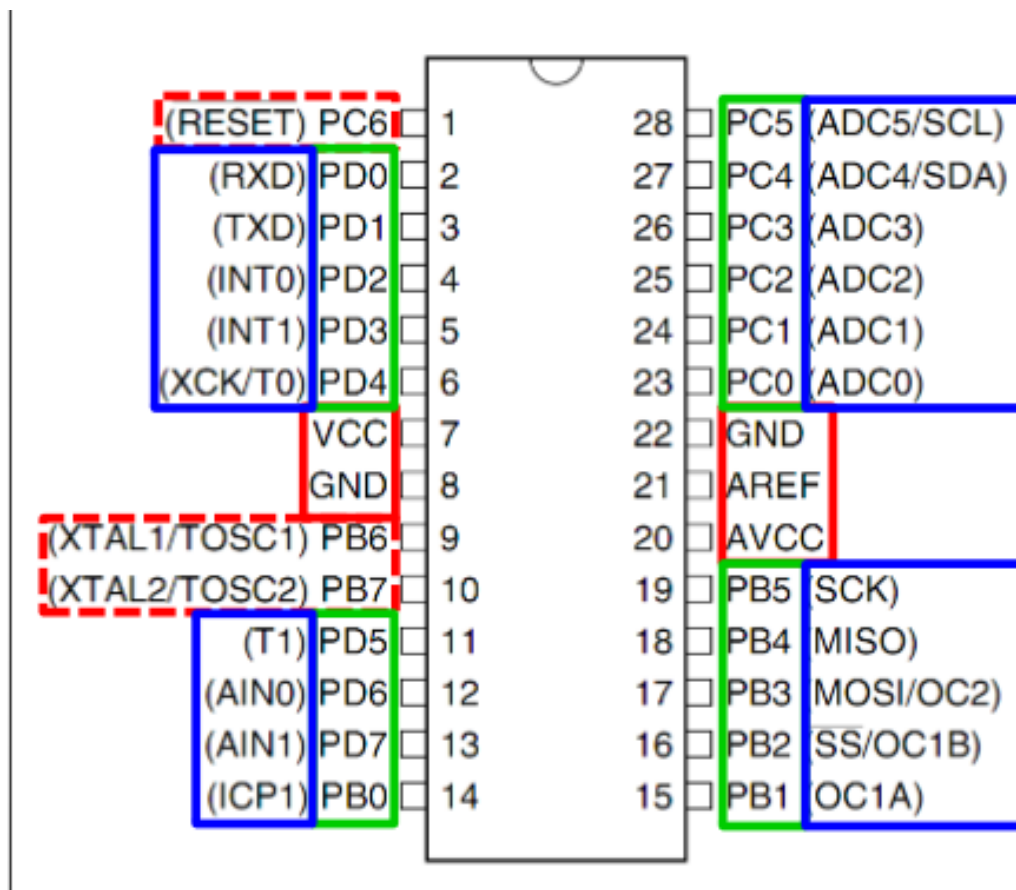 (RESET) PC6 1 28 PC5 (ADC5/SCL)
(RXD) PD0 2 27 PC4 (ADC4/SDA)
(TXD) PD1 3 26 PC3 (ADC3)
(INT0) PD2 4 25 PC2 (ADC2)
(INT1) PD3 5 24 PC1 (ADC1)
(XCK/T0) PD4 6 23 PC0 (ADC0)
VCC 7 22 GND
GND 8 21 AREF
(XTAL1/TOSC1) PB6 9 20 AVCC
(XTAL2/TOSC2) PB7 10 19 PB5 (SCK)
(T1) PD5 11 18 PB4 (MISO)
(AIN0) PD6 12 17 PB3 (MOSI/OC2)
(AIN1) PD7 13 16 PB2 (S̅S̅/OC1B)
(ICP1) PB0 14 15 PB1 (OC1A)